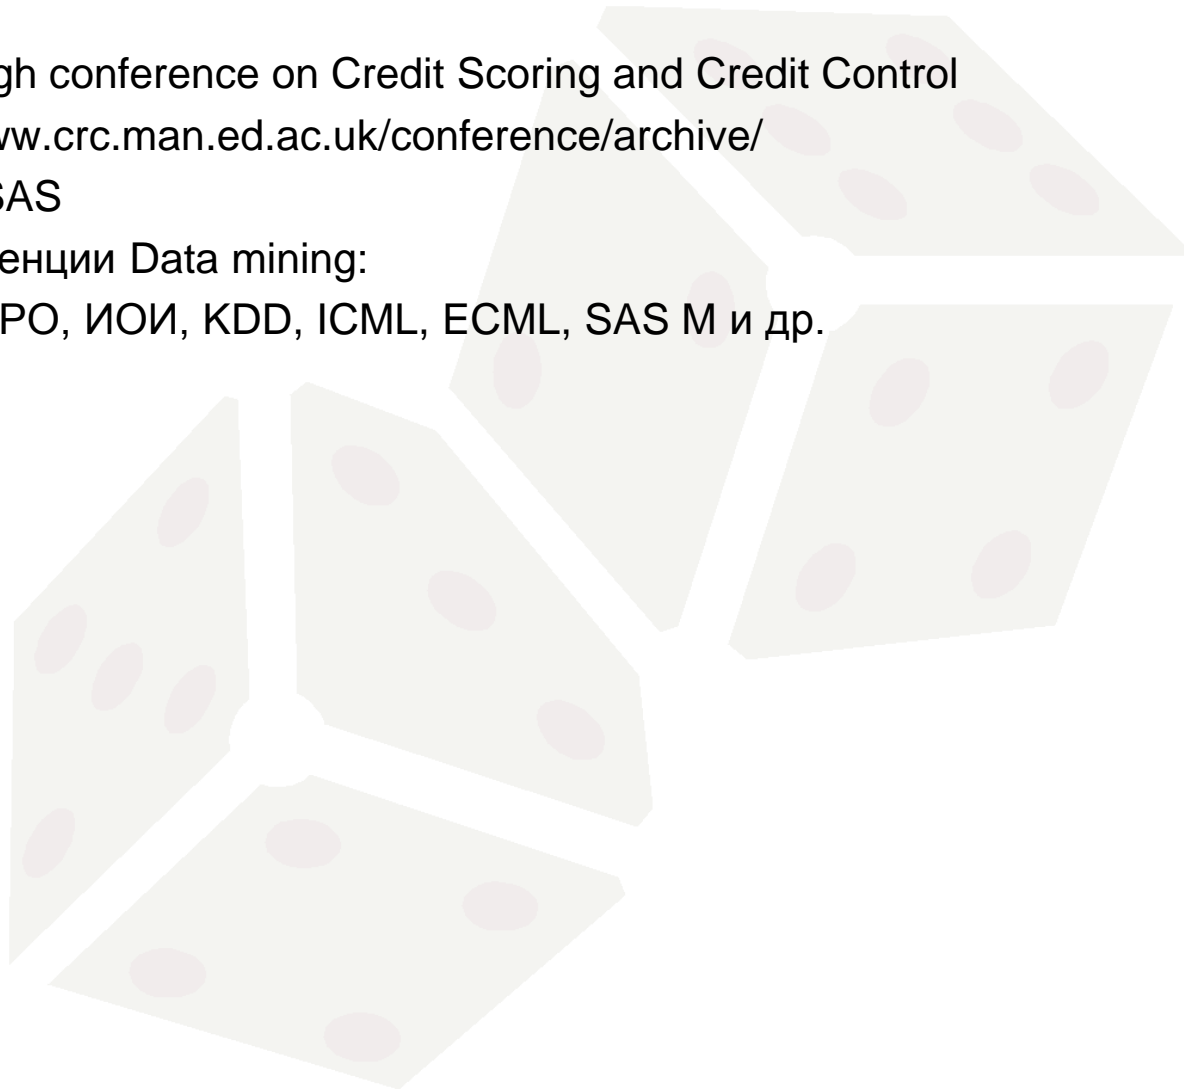 gh conference on Credit Scoring and Credit Control
ww.crc.man.ed.ac.uk/conference/archive/
SAS
енции Data mining:
РО, ИОИ, KDD, ICML, ECML, SAS M и др.